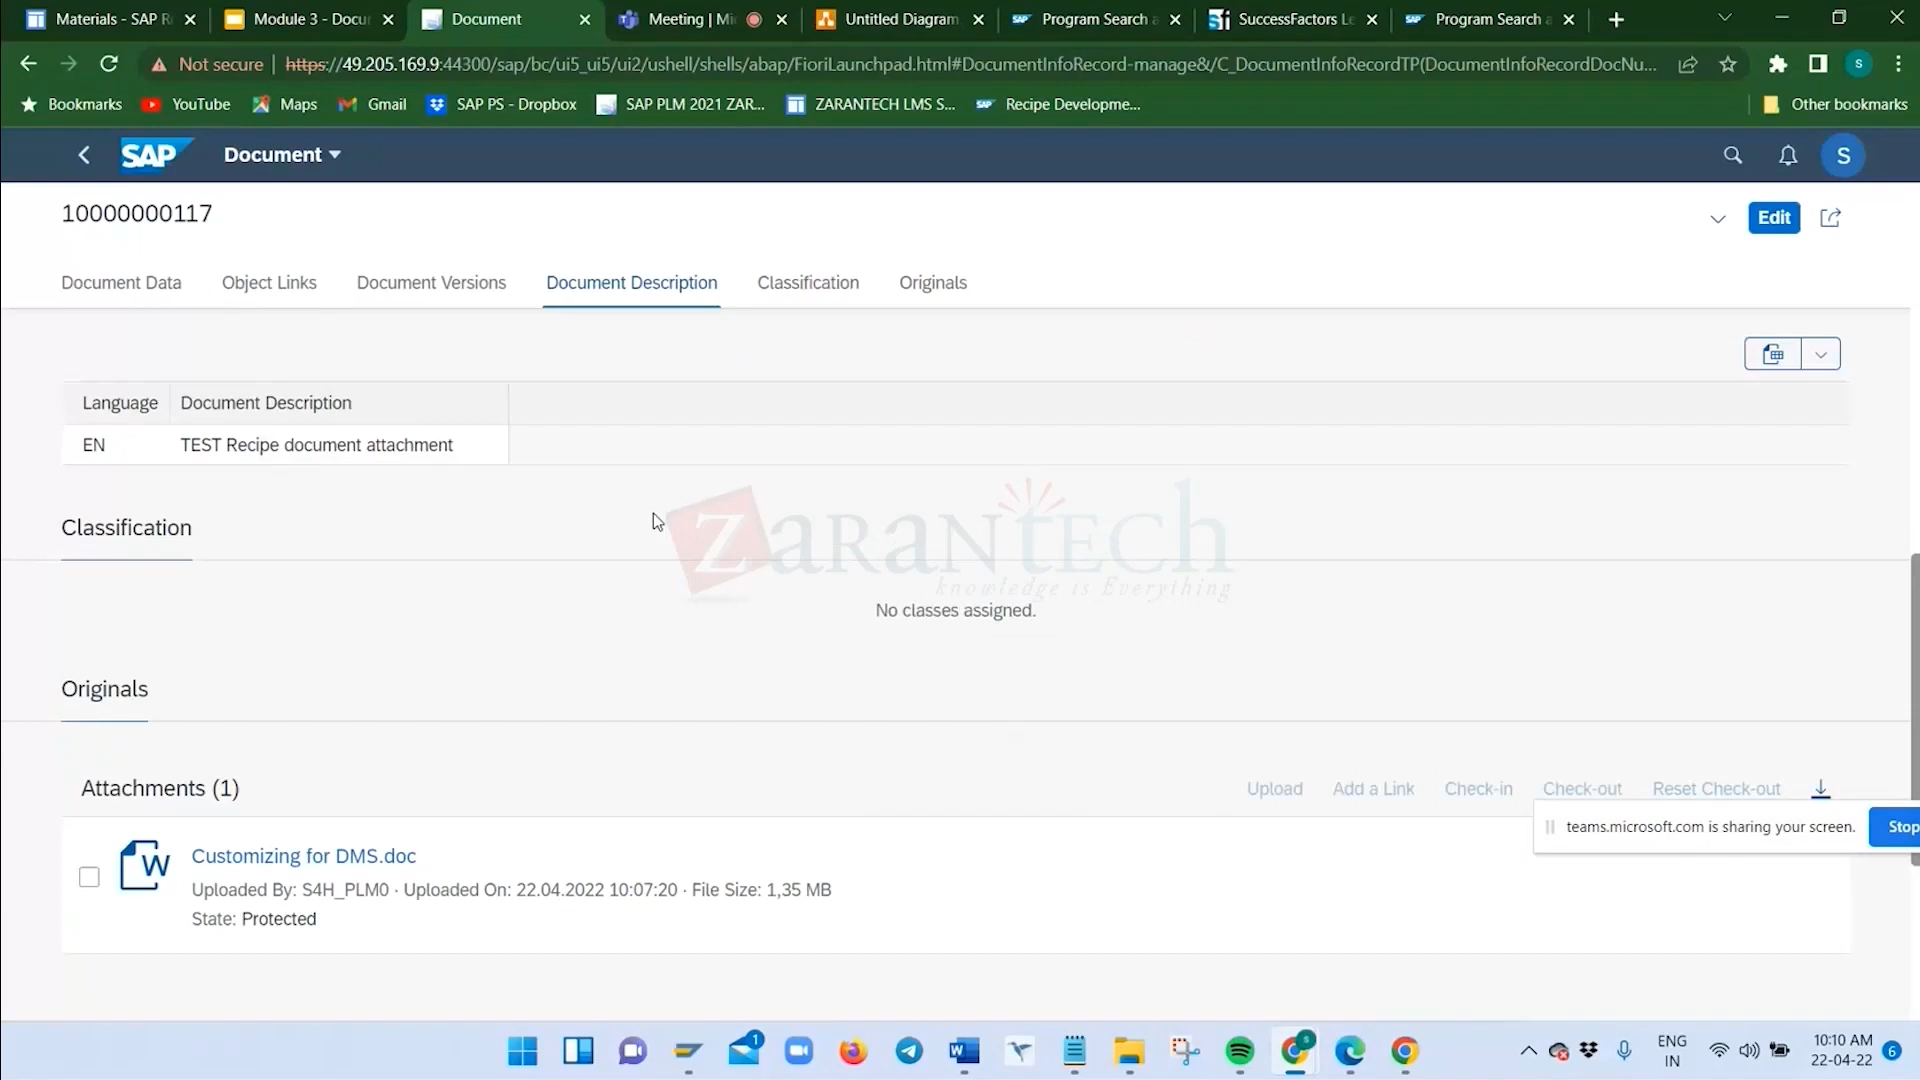 Materials - SAP R
Module 3 - Docu
Document
Meeting | Mi
Untitled Diagram
Program Search a
SuccessFactors Le
Program Search a
Not secure
https://49.205.169.9:44300/sap/bc/ui5_ui5/ui2/ushell/shells/abap/FioriLaunchpad.html#DocumentInfoRecord-manage&/C_DocumentInfoRecordTP(DocumentInfoRecordDocNu...
S
Bookmarks
YouTube
Maps
Gmail
SAP PS - Dropbox
SAP PLM 2021 ZAR...
ZARANTECH LMS S...
Recipe Developme...
Other bookmarks
SAP
Document
S
10000000117
Edit
Document Data
Object Links
Document Versions
Document Description
Classification
Originals
Language
Document Description
EN
TEST Recipe document attachment
Classification
ZaranTech
knowledge is Everything
No classes assigned.
Originals
Attachments (1)
Upload
Add a Link
Check-in
Check-out
Reset Check-out
teams.microsoft.com is sharing your screen.
Stop
W
Customizing for DMS.doc
Uploaded By: S4H_PLM0 · Uploaded On: 22.04.2022 10:07:20 · File Size: 1,35 MB
State: Protected
1
ENG
IN
10:10 AM
22-04-22
6